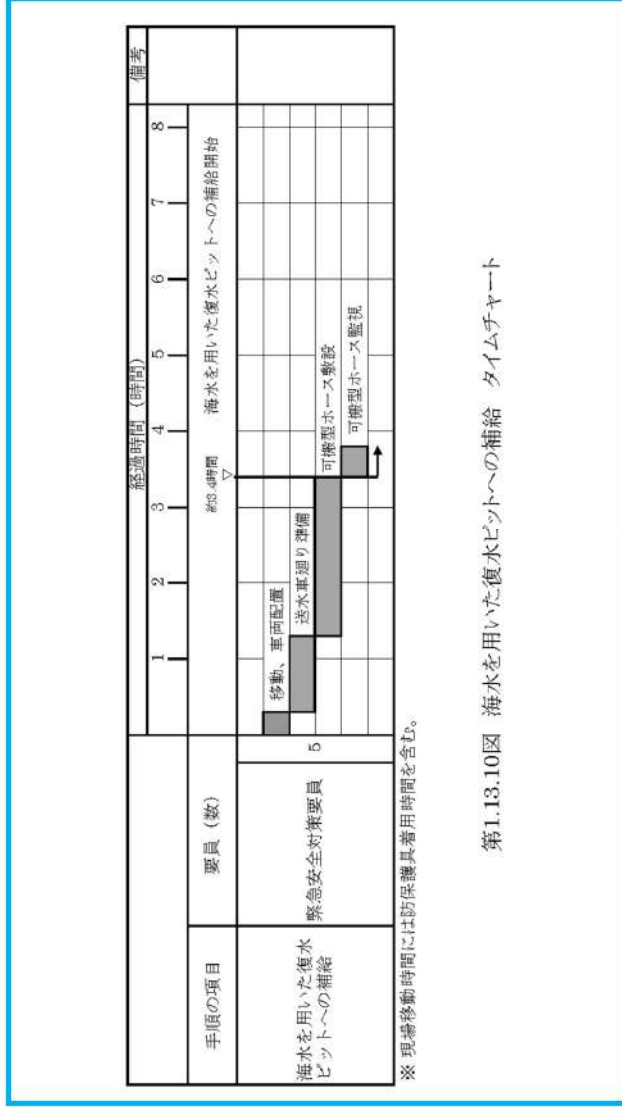 経過時間（時間）
備考
1 2 3 4 5 6 7 8
手順の項目
要員（数）
約3.4時間
海水を用いた復水ピットへの補給開始
▽
海水を用いた復水
ピットへの補給
緊急安全対策要員
5
移動、車両配置
送水車廻り準備
可搬型ホース敷設
可搬型ホース監視
※ 現場移動時間には防保護具着用時間を含む。
第1.13.10図 海水を用いた復水ピットへの補給 タイムチャート